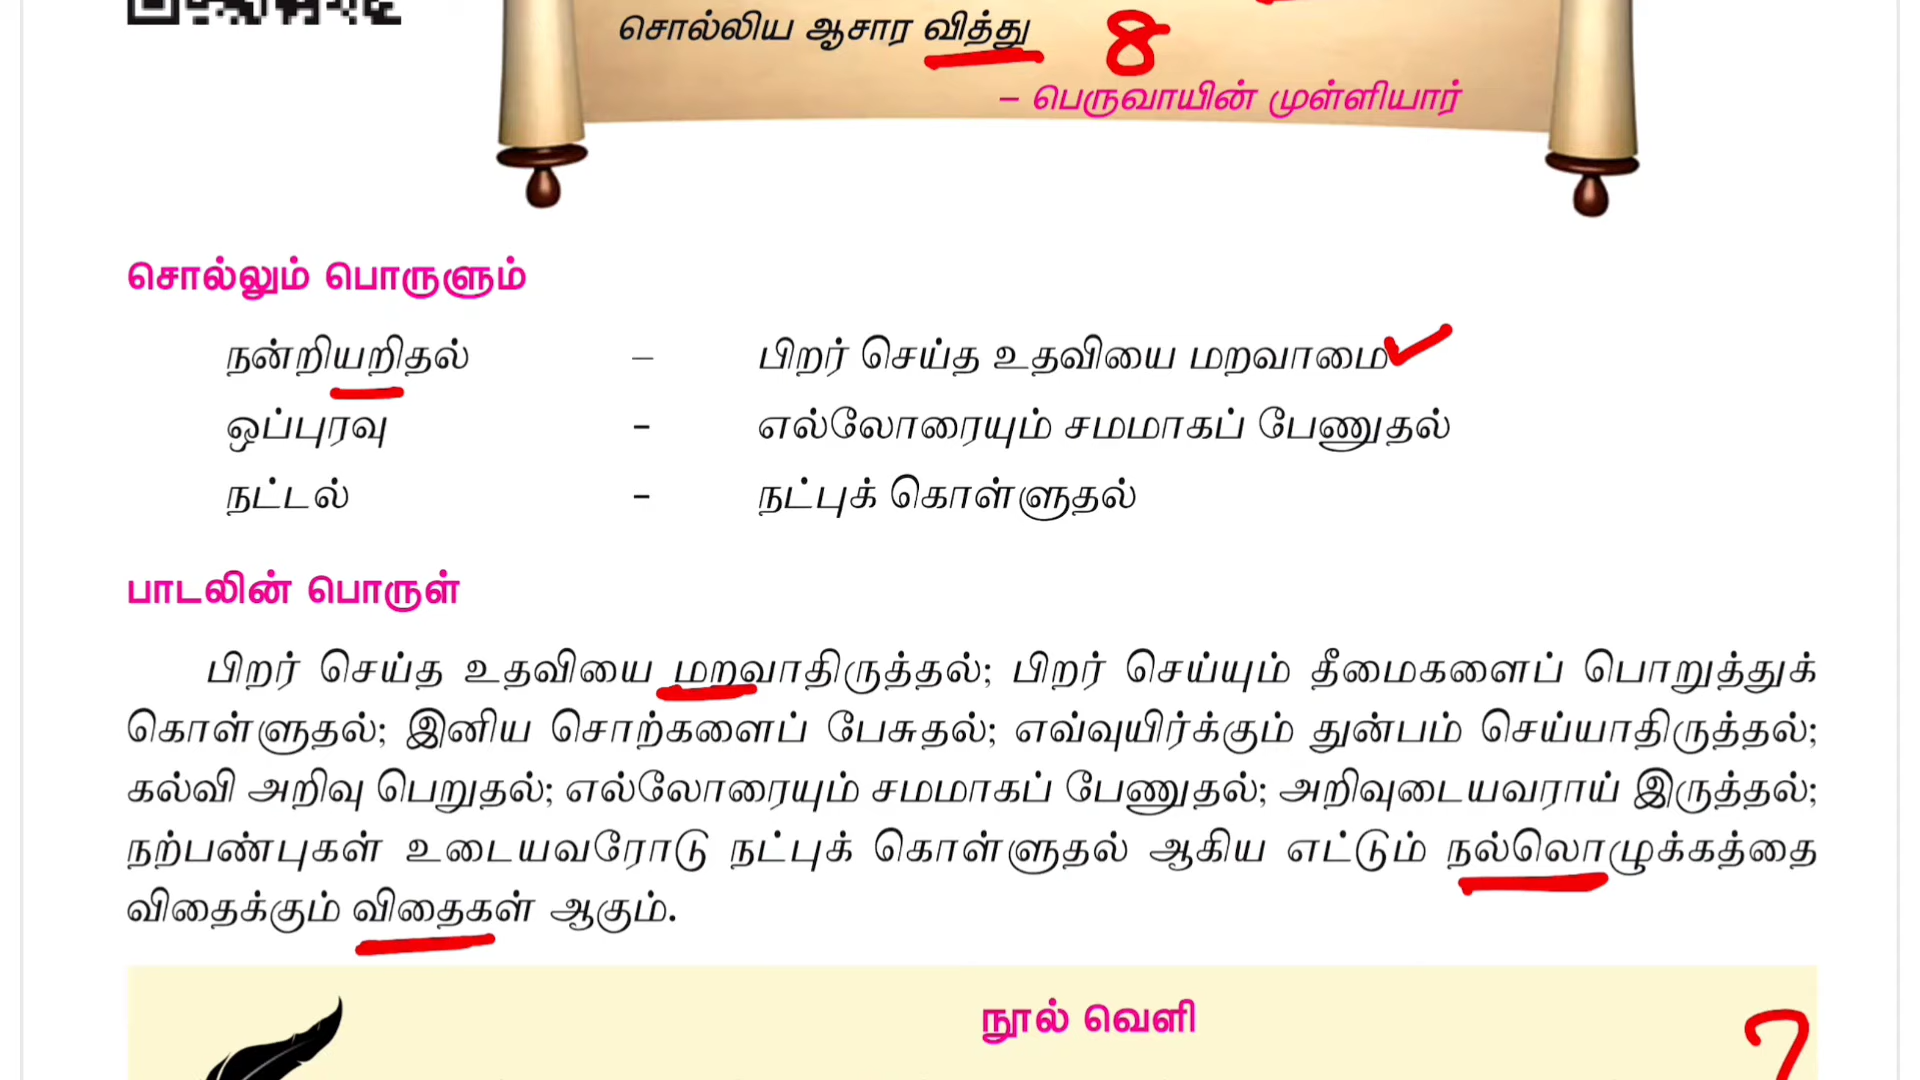 சொல்லிய ஆசார வித்து 8
– பெருவாயின் முள்ளியார்
சொல்லும் பொருளும்
நன்றியறிதல் – பிறர் செய்த உதவியை மறவாமை
ஒப்புரவு - எல்லோரையும் சமமாகப் பேணுதல்
நட்டல் - நட்புக் கொள்ளுதல்
பாடலின் பொருள்
பிறர் செய்த உதவியை மறவாதிருத்தல்; பிறர் செய்யும் தீமைகளைப் பொறுத்துக்
கொள்ளுதல்; இனிய சொற்களைப் பேசுதல்; எவ்வுயிர்க்கும் துன்பம் செய்யாதிருத்தல்;
கல்வி அறிவு பெறுதல்; எல்லோரையும் சமமாகப் பேணுதல்; அறிவுடையவராய் இருத்தல்;
நற்பண்புகள் உடையவரோடு நட்புக் கொள்ளுதல் ஆகிய எட்டும் நல்லொழுக்கத்தை
விதைக்கும் விதைகள் ஆகும்.
நூல் வெளி